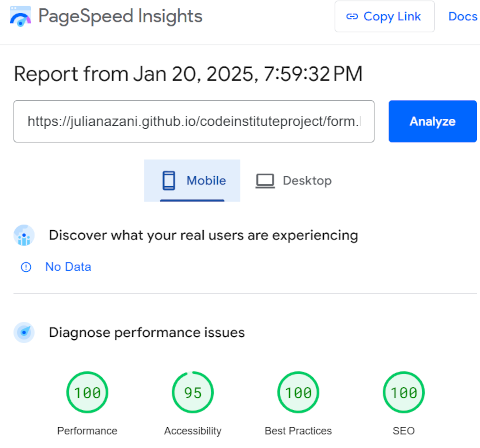 PageSpeed Insights
Copy Link
Docs
Report from Jan 20, 2025, 7:59:32 PM
https://julianazani.github.io/codeinstituteproject/form.
Analyze
Mobile
Desktop
Discover what your real users are experiencing
No Data
Diagnose performance issues
100
95
100
100
Performance
Accessibility
Best Practices
SEO